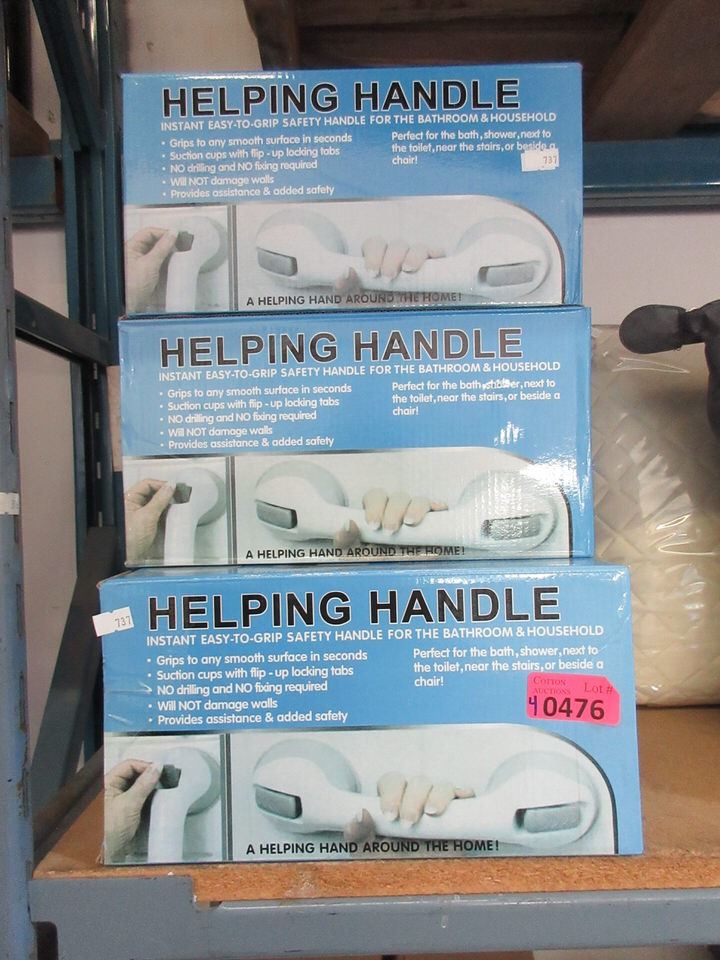 HELPING HANDLE
INSTANT EASY-TO-GRIP SAFETY HANDLE FOR THE BATHROOM & HOUSEHOLD
• Grips to any smooth surface in seconds
• Suction cups with flip - up locking tabs
• NO drilling and NO fixing required
• Will NOT damage walls
• Provides assistance & added safety
Perfect for the bath, shower, next to
the toilet, near the stairs, or beside a
chair!
737
A HELPING HAND AROUND THE HOME!
HELPING HANDLE
INSTANT EASY-TO-GRIP SAFETY HANDLE FOR THE BATHROOM & HOUSEHOLD
• Grips to any smooth surface in seconds
• Suction cups with flip - up locking tabs
• NO drilling and NO fixing required
• Will NOT damage walls
• Provides assistance & added safety
Perfect for the bath, shower, next to
the toilet, near the stairs, or beside a
chair!
A HELPING HAND AROUND THE HOME!
737
HELPING HANDLE
INSTANT EASY-TO-GRIP SAFETY HANDLE FOR THE BATHROOM & HOUSEHOLD
• Grips to any smooth surface in seconds
• Suction cups with flip - up locking tabs
• NO drilling and NO fixing required
• Will NOT damage walls
• Provides assistance & added safety
Perfect for the bath, shower, next to
the toilet, near the stairs, or beside a
chair!
COTTON
AUCTIONS Lot #
40476
A HELPING HAND AROUND THE HOME!